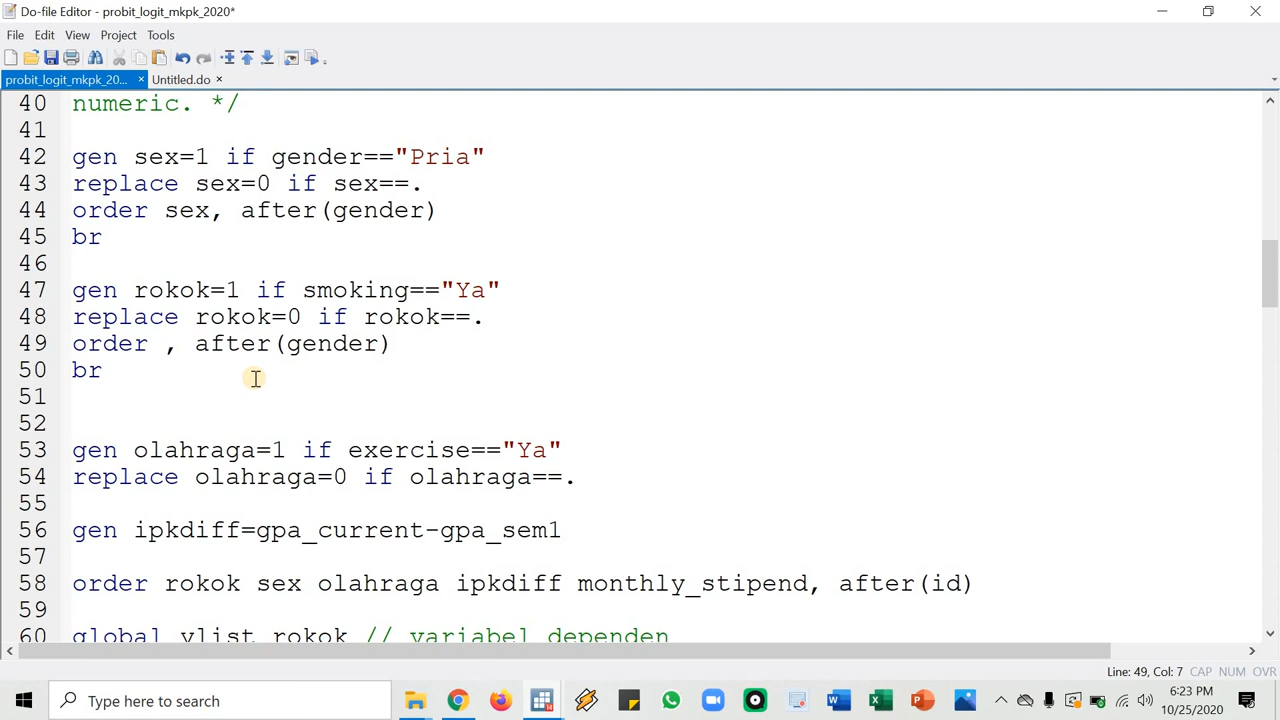 Do-file Editor - probit_logit_mkpk_2020*
File Edit View Project Tools
probit_logit_mkpk_20... × Untitled.do ×
40 numeric. */
41
42 gen sex=1 if gender=="Pria"
43 replace sex=0 if sex==.
44 order sex, after(gender)
45 br
46
47 gen rokok=1 if smoking=="Ya"
48 replace rokok=0 if rokok==.
49 order , after(gender)
50 br
51
52
53 gen olahraga=1 if exercise=="Ya"
54 replace olahraga=0 if olahraga==.
55
56 gen ipkdiff=gpa_current-gpa_sem1
57
58 order rokok sex olahraga ipkdiff monthly_stipend, after(id)
59
60 global ylist rokok // variabel dependen
Line: 49, Col: 7 CAP NUM OVR
Type here to search
14
6:23 PM
10/25/2020